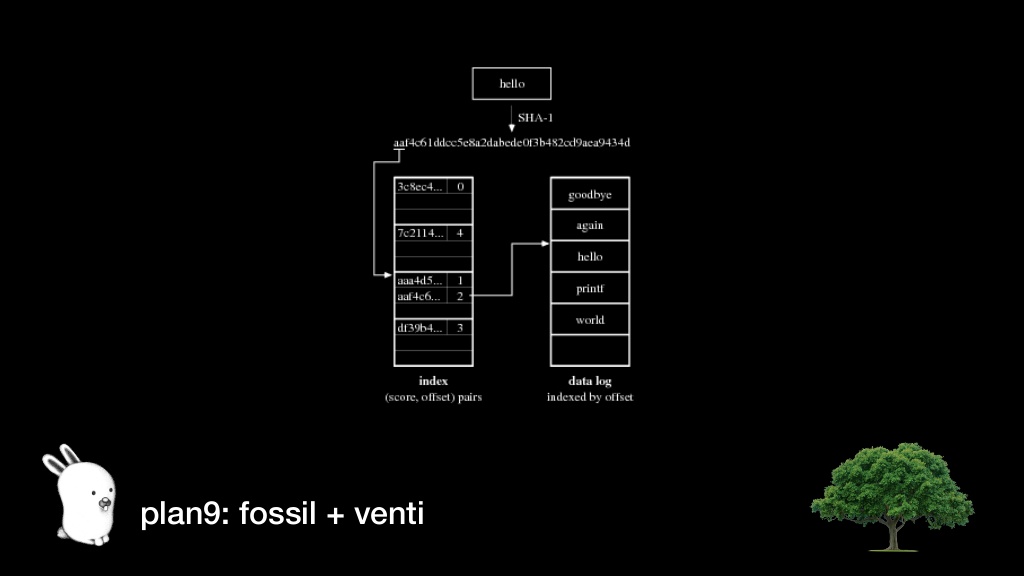 hello
SHA-1
aaf4c61ddcc5e8a2dabede0f3b482cd9aea9434d
3c8ec4... 0
7c2114... 4
aaa4d5... 1
aaf4c6... 2
df39b4... 3
index
(score, offset) pairs
goodbye
again
hello
printf
world
data log
indexed by offset
plan9: fossil + venti